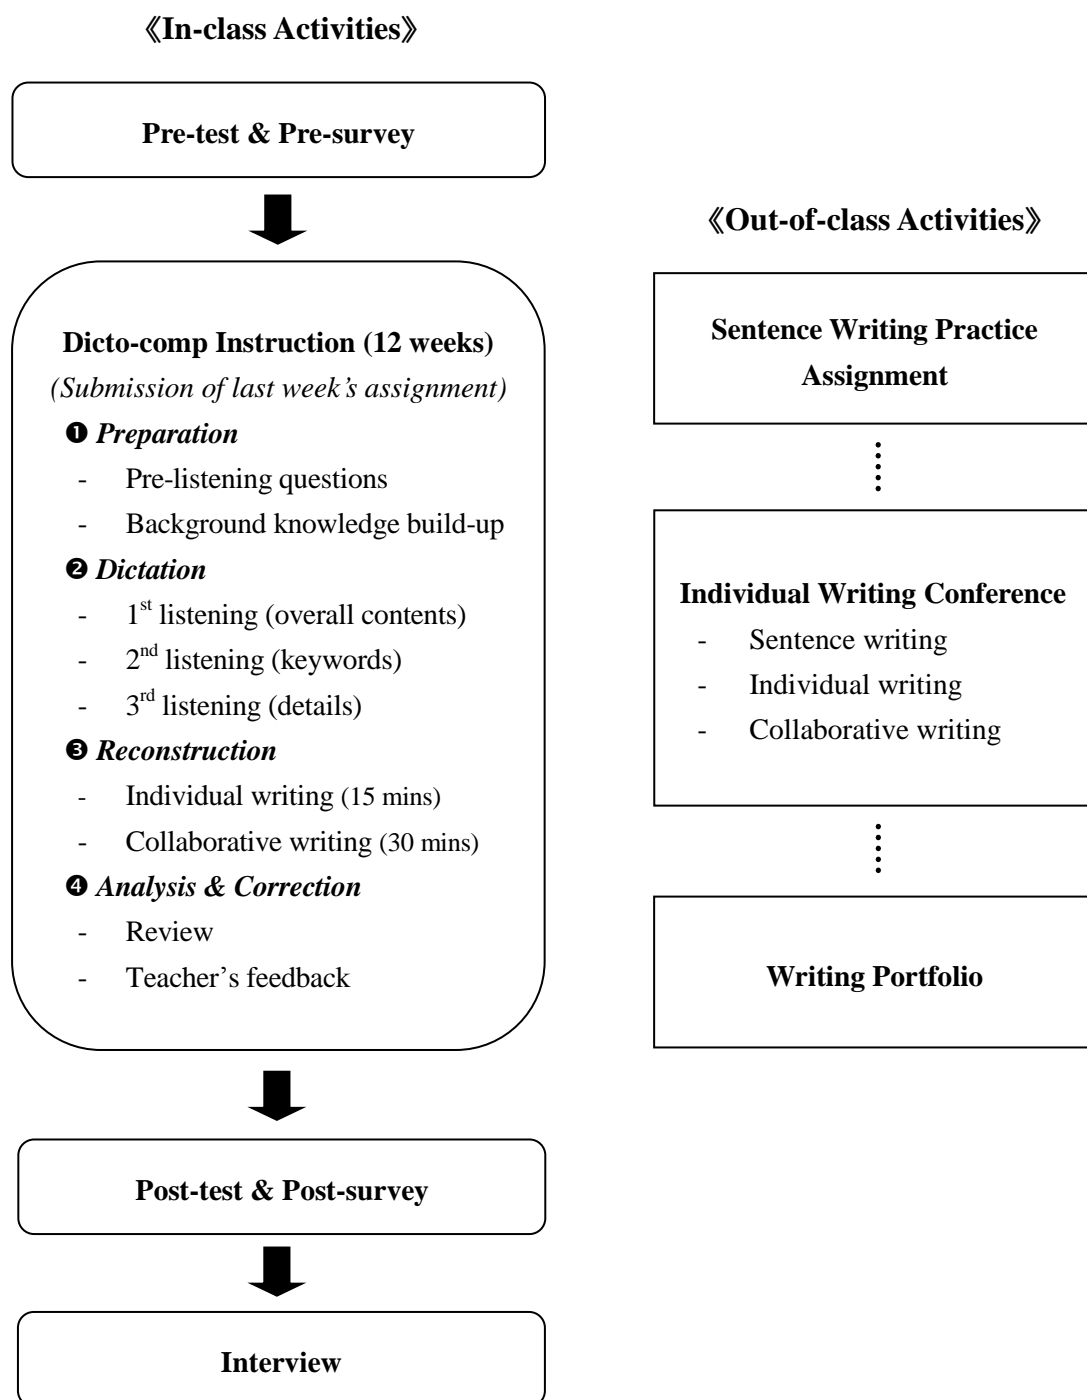 《In-class Activities》
Pre-test & Pre-survey
Dicto-comp Instruction (12 weeks)
(Submission of last week's assignment)
❶ Preparation
- Pre-listening questions
- Background knowledge build-up
❷ Dictation
- 1st listening (overall contents)
- 2nd listening (keywords)
- 3rd listening (details)
❸ Reconstruction
- Individual writing (15 mins)
- Collaborative writing (30 mins)
❹ Analysis & Correction
- Review
- Teacher's feedback
Post-test & Post-survey
Interview
《Out-of-class Activities》
Sentence Writing Practice
Assignment
Individual Writing Conference
- Sentence writing
- Individual writing
- Collaborative writing
Writing Portfolio